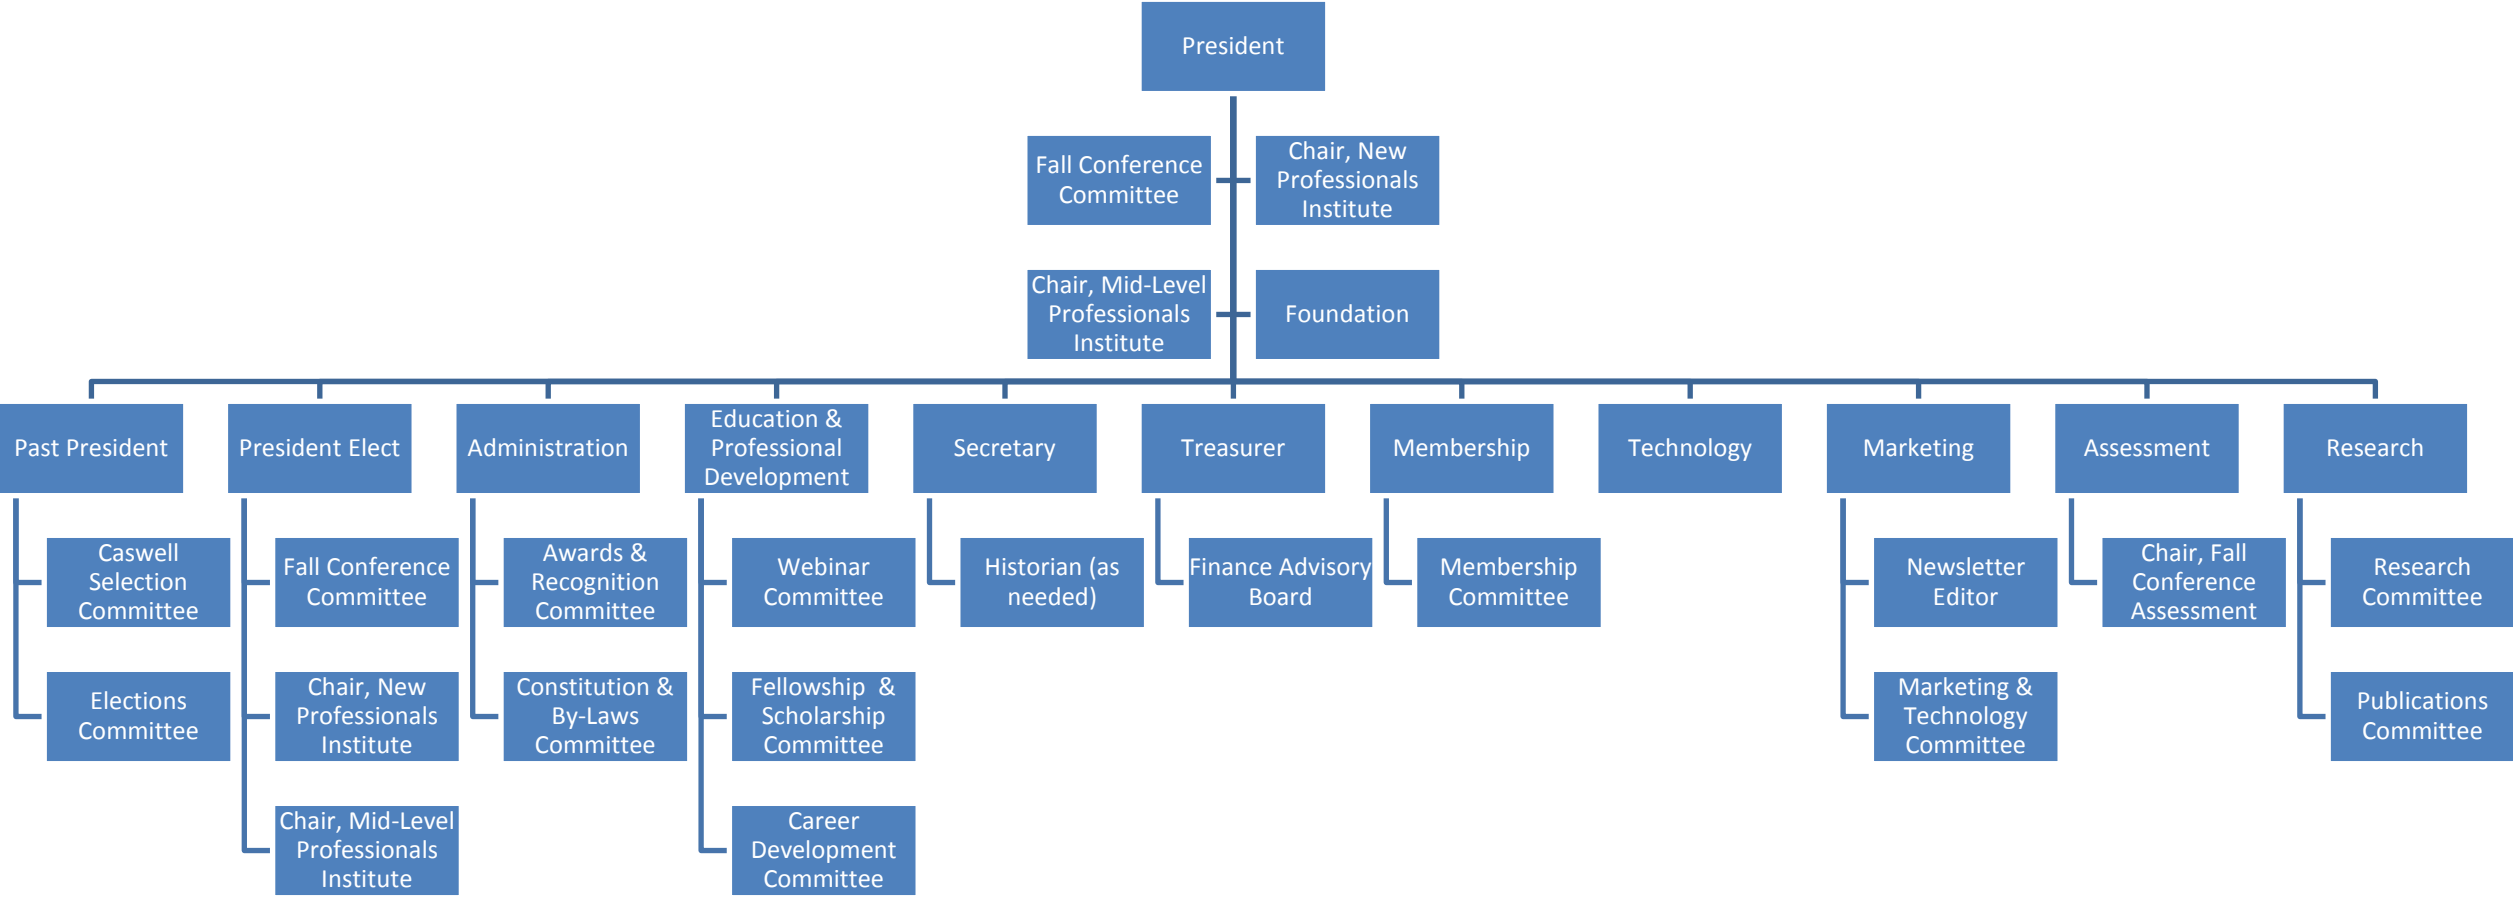 President
Fall Conference
Committee
Chair, New
Professionals
Institute
Chair, Mid-Level
Professionals
Institute
Foundation
Past President
President Elect
Administration
Education &
Professional
Development
Secretary
Treasurer
Membership
Technology
Marketing
Assessment
Research
Caswell
Selection
Committee
Fall Conference
Committee
Awards &
Recognition
Committee
Webinar
Committee
Historian (as
needed)
Finance Advisory
Board
Membership
Committee
Newsletter
Editor
Chair, Fall
Conference
Assessment
Research
Committee
Elections
Committee
Chair, New
Professionals
Institute
Constitution &
By-Laws
Committee
Fellowship &
Scholarship
Committee
Marketing &
Technology
Committee
Publications
Committee
Chair, Mid-Level
Professionals
Institute
Career
Development
Committee